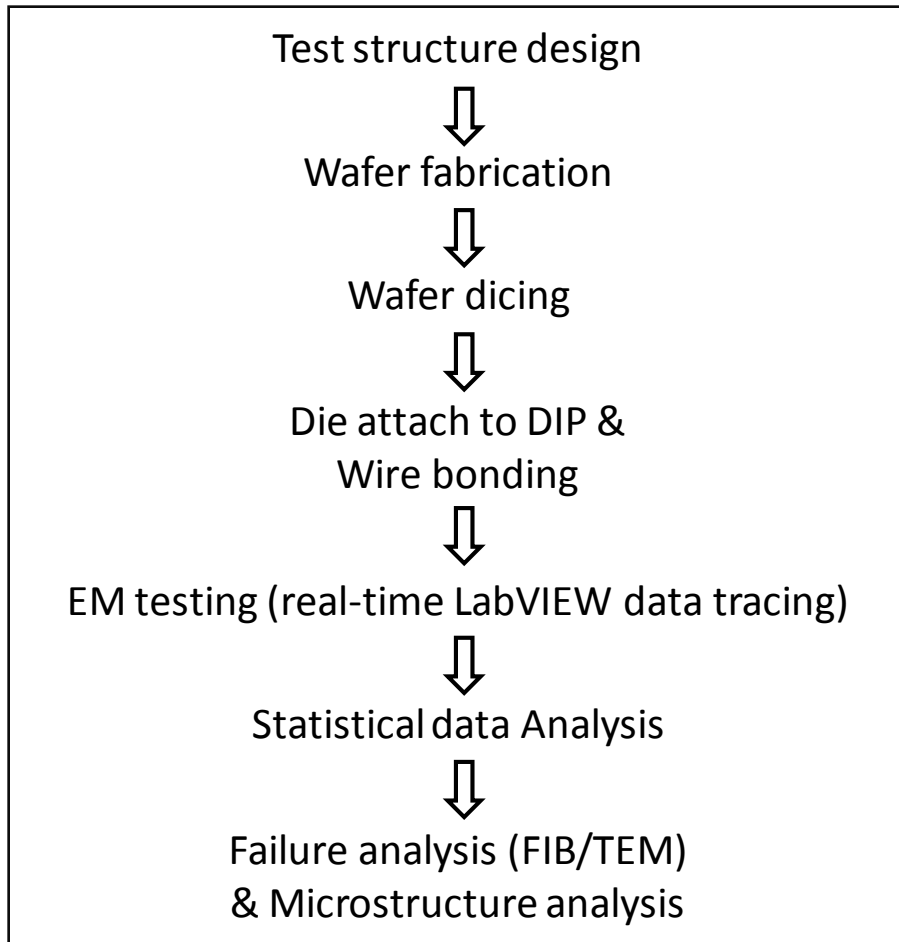 Test structure design
Wafer fabrication
Wafer dicing
Die attach to DIP &
Wire bonding
EM testing (real-time LabVIEW data tracing)
Statistical data Analysis
Failure analysis (FIB/TEM)
& Microstructure analysis